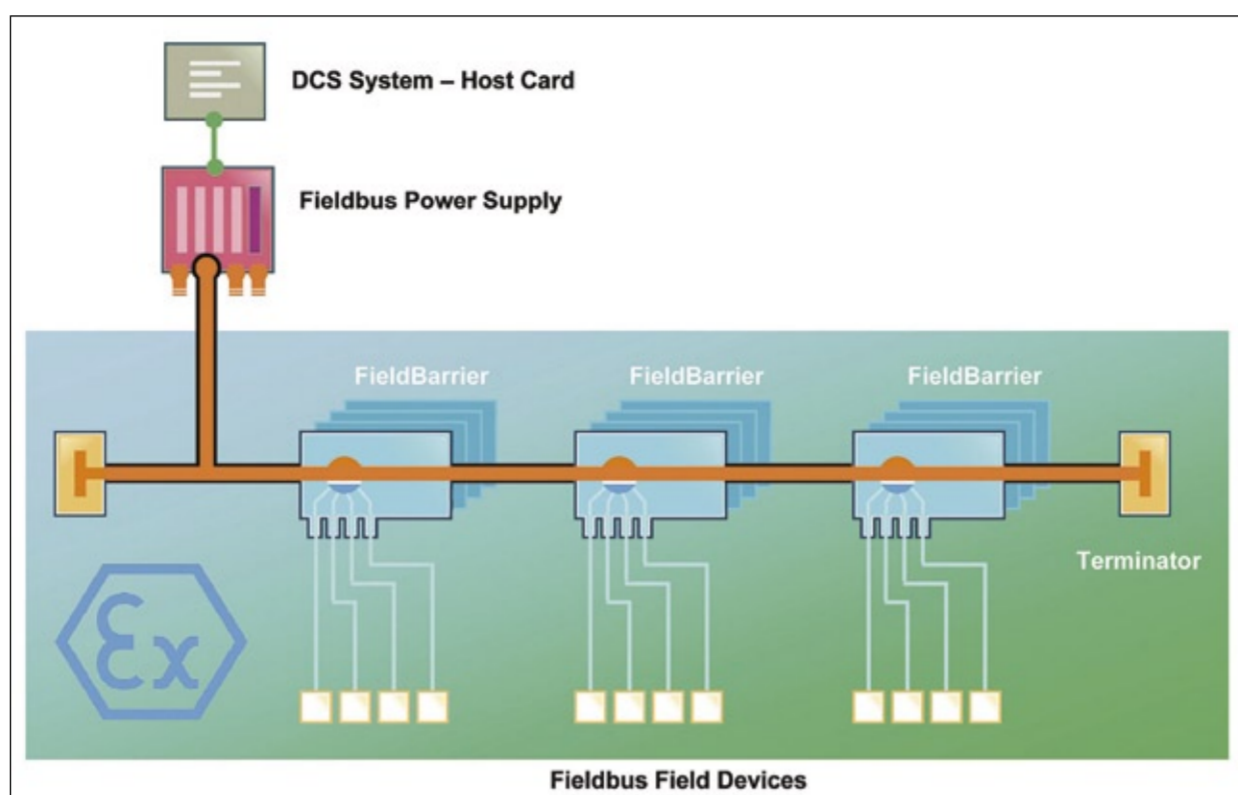 DCS System – Host Card
Fieldbus Power Supply
FieldBarrier
FieldBarrier
FieldBarrier
Terminator
Ex
Fieldbus Field Devices